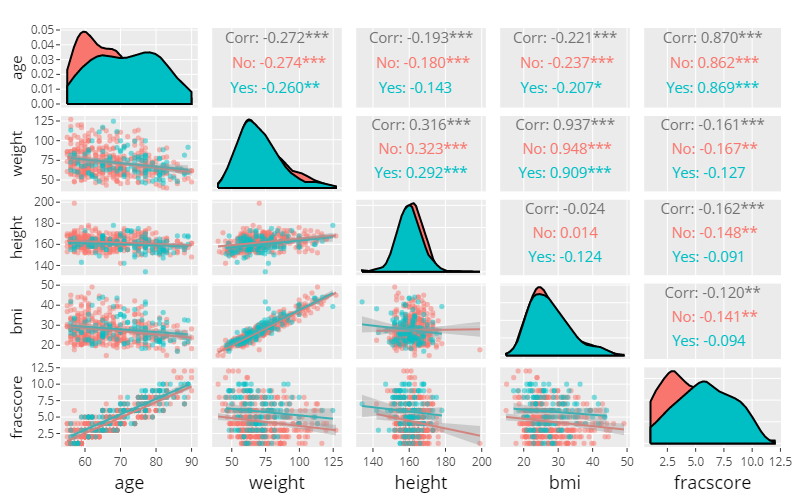 age
0.05
0.04
0.03
0.02
0.01
0.00
Corr: -0.272***
No: -0.274***
Yes: -0.260**
Corr: -0.193***
No: -0.180***
Yes: -0.143
Corr: -0.221***
No: -0.237***
Yes: -0.207*
Corr: 0.870***
No: 0.862***
Yes: 0.869***
weight
125
100
75
50
Corr: 0.316***
No: 0.323***
Yes: 0.292***
Corr: 0.937***
No: 0.948***
Yes: 0.909***
Corr: -0.161***
No: -0.167**
Yes: -0.127
height
200
180
160
140
Corr: -0.024
No: 0.014
Yes: -0.124
Corr: -0.162***
No: -0.148**
Yes: -0.091
bmi
50
40
30
20
Corr: -0.120**
No: -0.141**
Yes: -0.094
fracscore
12.5
10.0
7.5
5.0
2.5
60 70 80 90
50 75 100 125
140 160 180 200
20 30 40 50
2.5 5.0 7.5 10.0 12.5
age weight height bmi fracscore